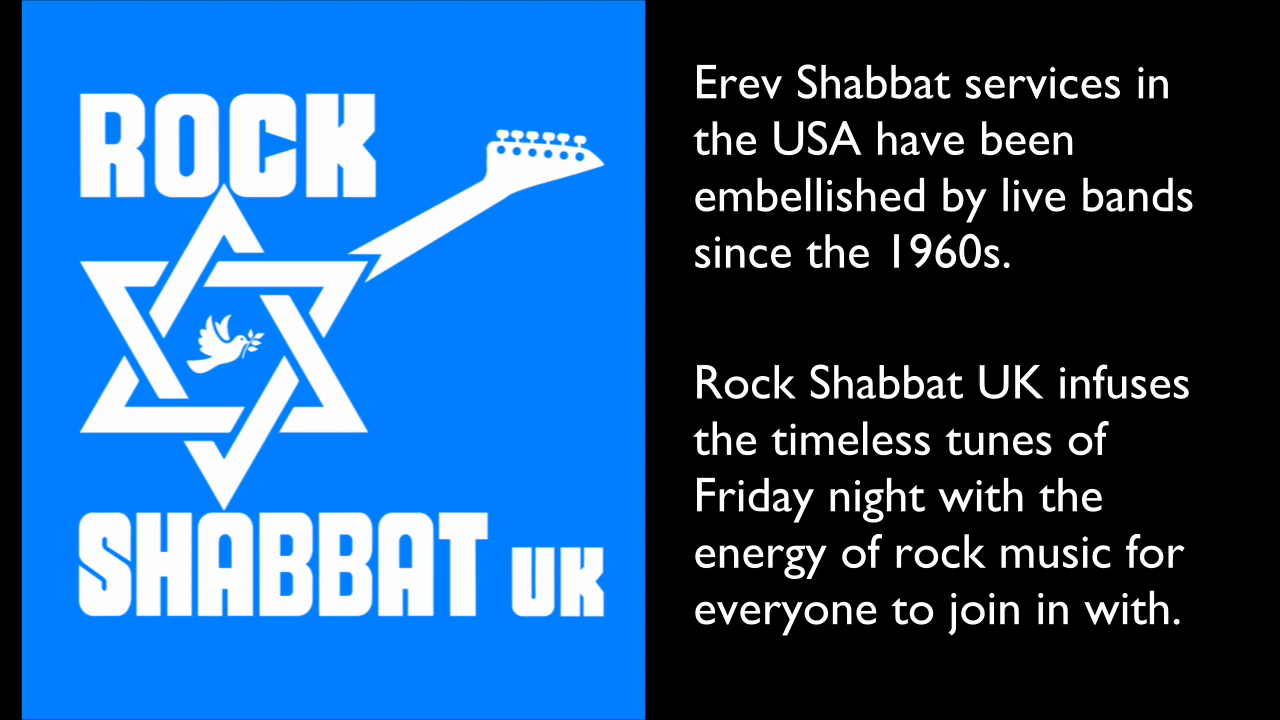 ROCK
SHABBAT UK
Erev Shabbat services in
the USA have been
embellished by live bands
since the 1960s.
Rock Shabbat UK infuses
the timeless tunes of
Friday night with the
energy of rock music for
everyone to join in with.